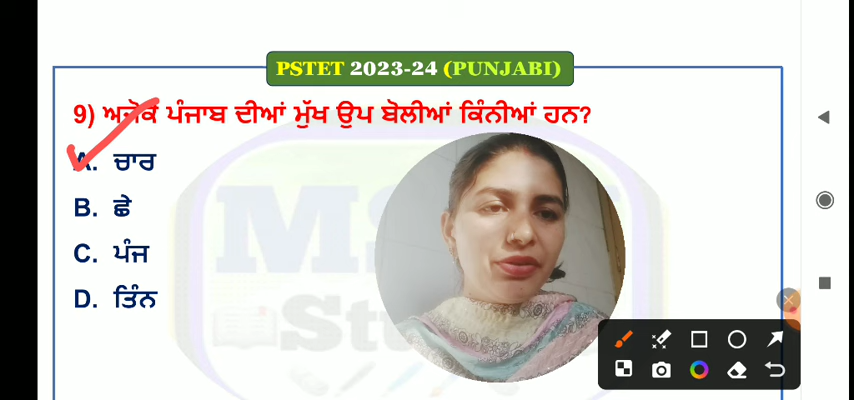 PSTET 2023-24 (PUNJABI)
9) ਅਜੋਕੇ ਪੰਜਾਬ ਦੀਆਂ ਮੁੱਖ ਉਪ ਬੋਲੀਆਂ ਕਿੰਨੀਆਂ ਹਨ?
A. ਚਾਰ
B. ਛੇ
C. ਪੰਜ
D. ਤਿੰਨ